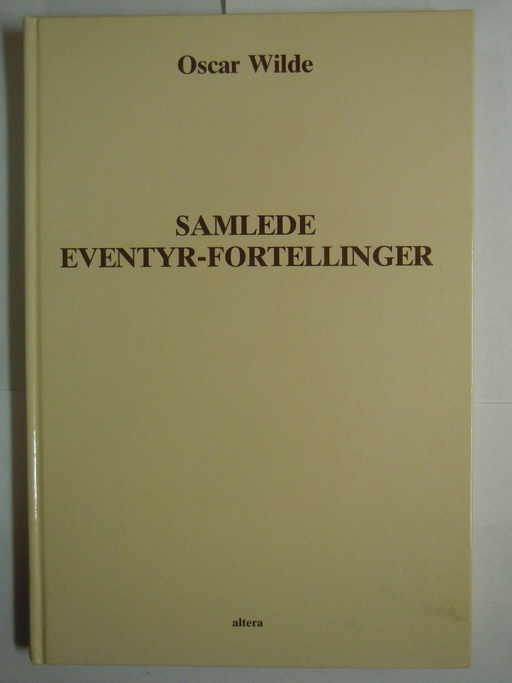 Oscar Wilde
SAMLEDE
EVENTYR-FORTELLINGER
altera